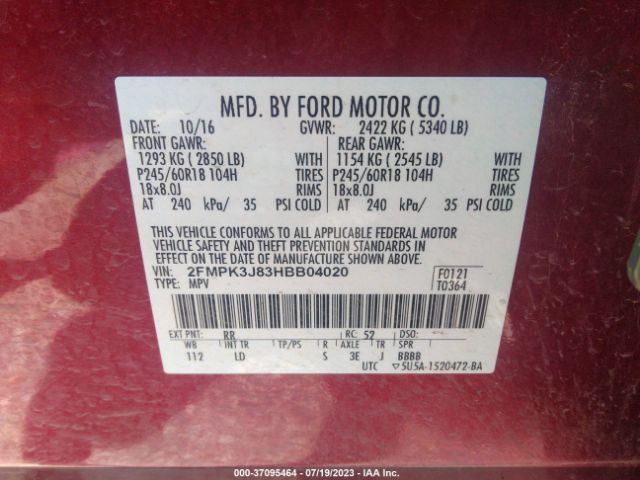 MFD. BY FORD MOTOR CO.
DATE: 10/16 GVWR: 2422 KG ( 5340 LB)
FRONT GAWR: REAR GAWR:
1293 KG ( 2850 LB) WITH 1154 KG ( 2545 LB) WITH
P245/60R18 104H TIRES P245/60R18 104H TIRES
18x8.0J RIMS 18x8.0J RIMS
AT 240 kPa/ 35 PSI COLD AT 240 kPa/ 35 PSI COLD
THIS VEHICLE CONFORMS TO ALL APPLICABLE FEDERAL MOTOR
VEHICLE SAFETY AND THEFT PREVENTION STANDARDS IN
EFFECT ON THE DATE OF MANUFACTURE SHOWN ABOVE.
VIN: 2FMPK3J83HBB04020 F0121
TYPE: MPV T0364
EXT PNT: RR RC: 52 DSO:
WB INT TR TP/PS R AXLE TR SPR
112 LD S 3E J BBBB
UTC ▽5U5A-1520472-BA
000-37095464 / 07/19/2023 / IAA Inc.